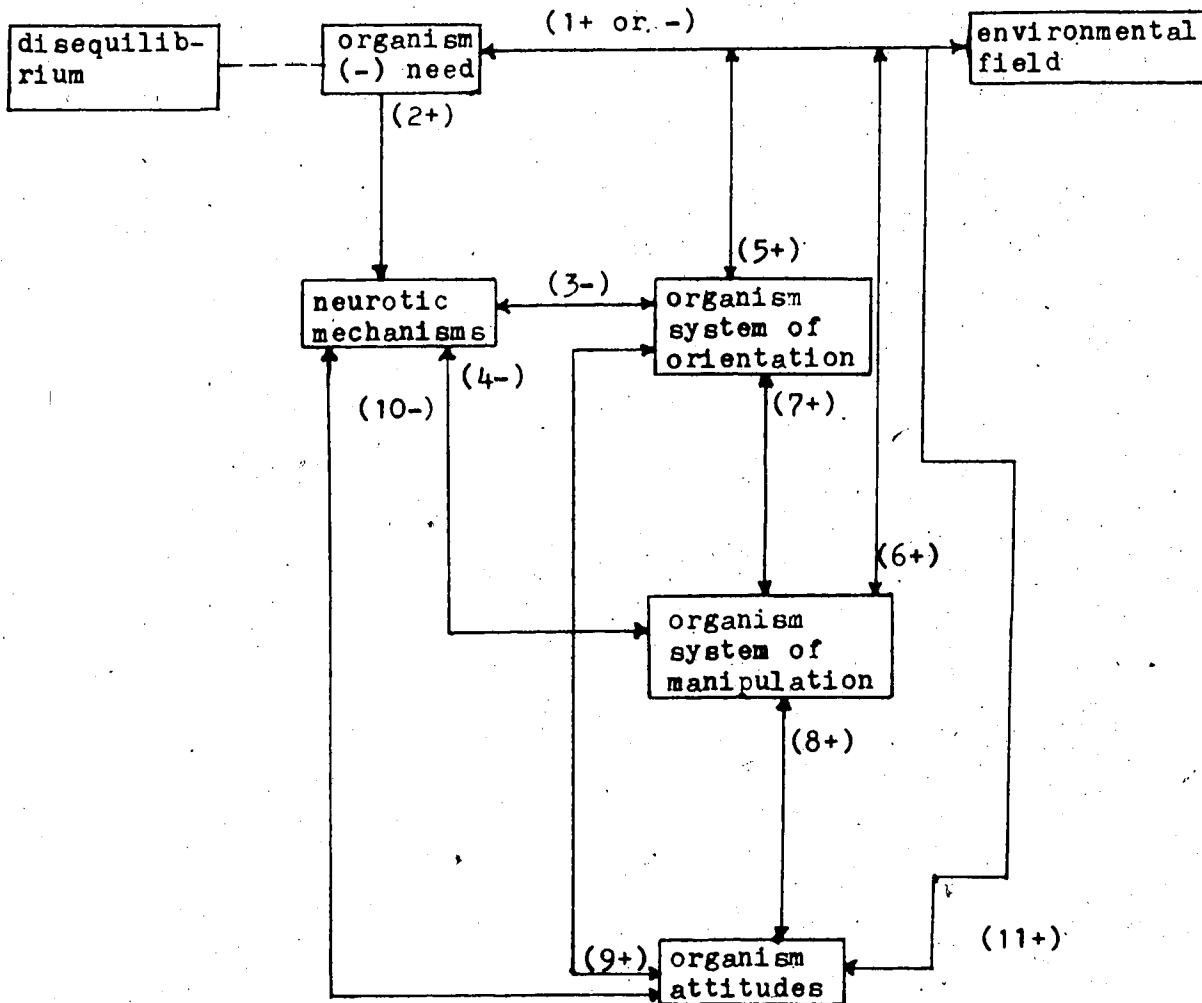 (1+ or -)
disequilib-
rium
organism
(-) need
environmental
field
(2+)
(5+)
(3-)
neurotic
mechanisms
organism
system of
orientation
(4-)
(10-)
(7+)
(6+)
organism
system of
manipulation
(8+)
(11+)
(9+)
organism
attitudes